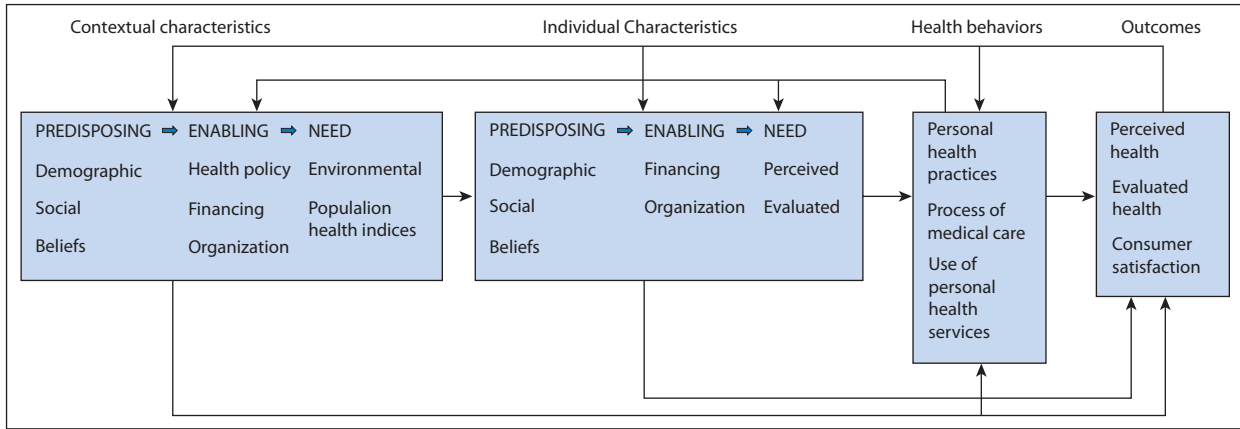 Contextual characteristics
Individual Characteristics
Health behaviors
Outcomes
PREDISPOSING
Demographic
Social
Beliefs
ENABLING
Health policy
Financing
Organization
NEED
Environmental
Populalion
health indices
PREDISPOSING
Demographic
Social
Beliefs
ENABLING
Financing
Organization
NEED
Perceived
Evaluated
Personal
health
practices
Process of
medical care
Use of
personal
health
services
Perceived
health
Evaluated
health
Consumer
satisfaction